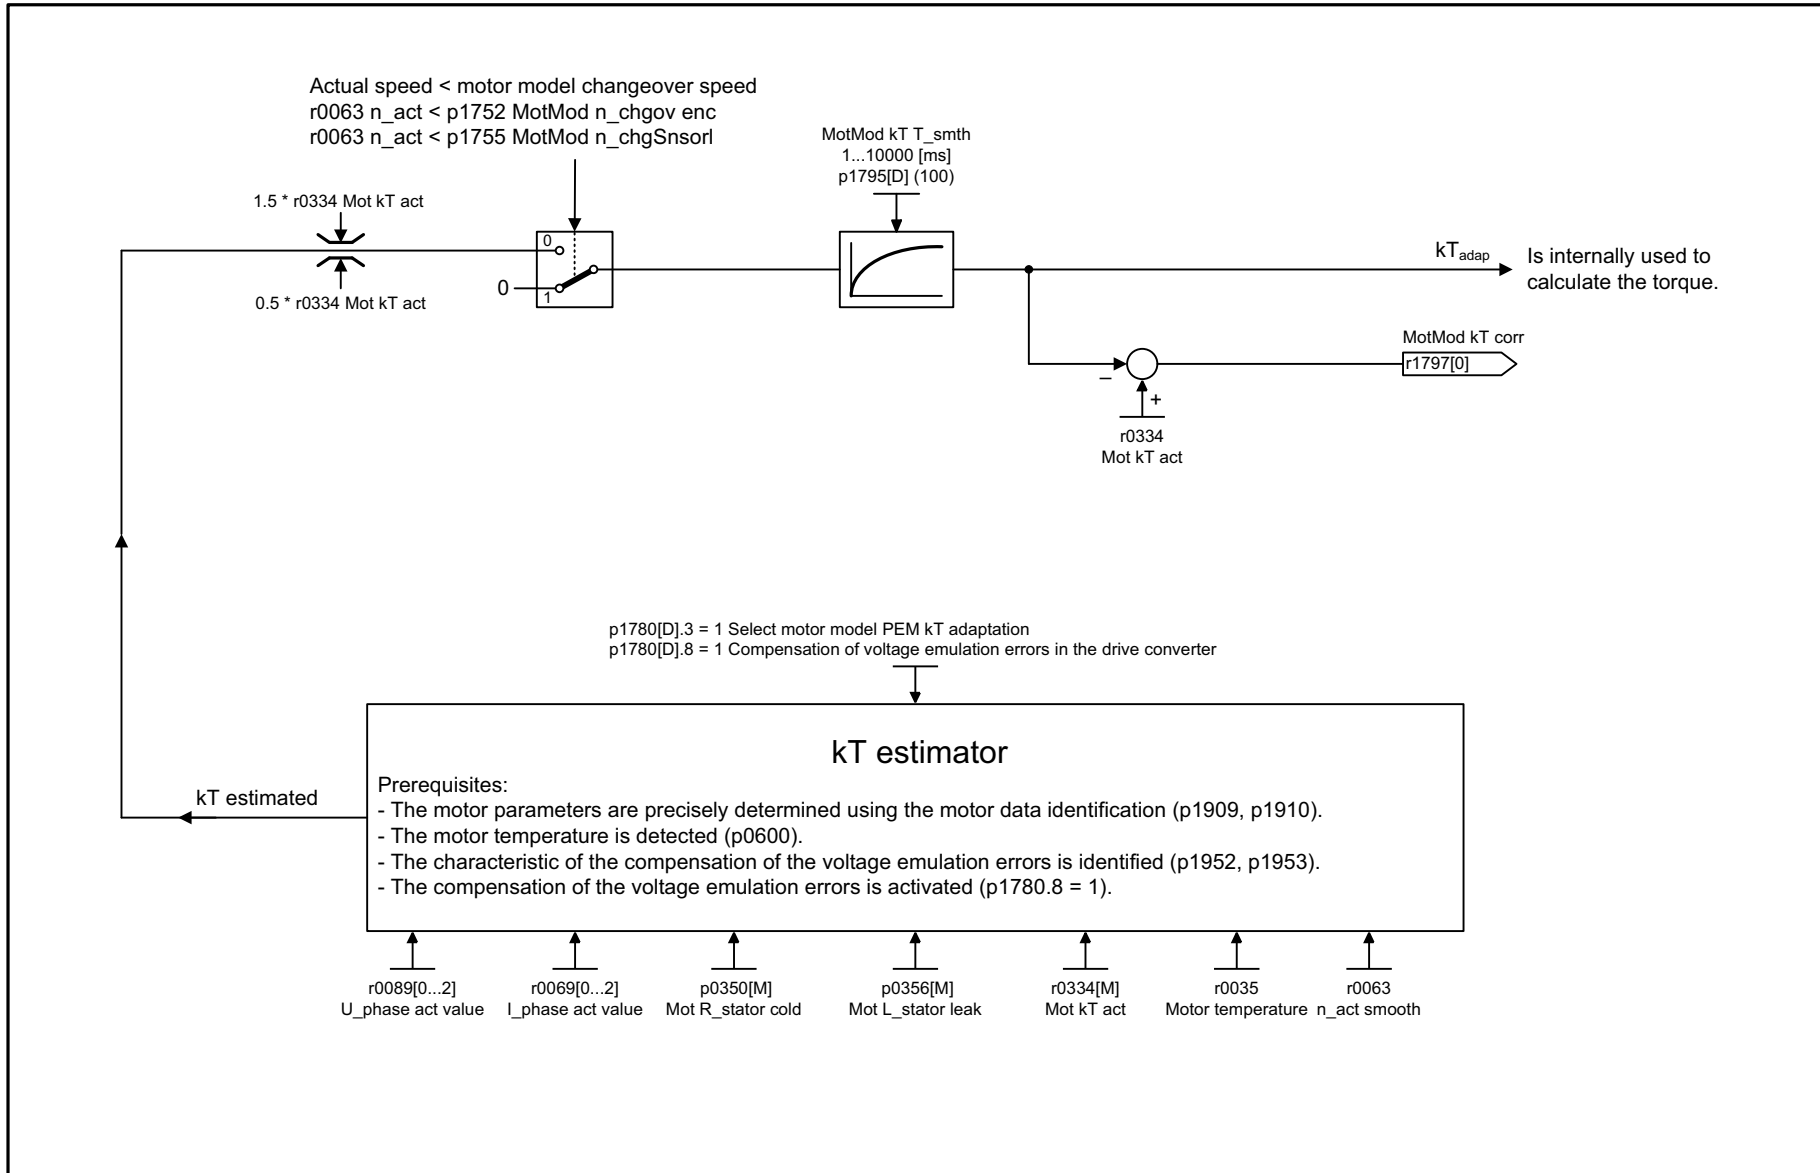 Actual speed < motor model changeover speed
r0063 n_act < p1752 MotMod n_chgov enc
r0063 n_act < p1755 MotMod n_chgSnsorl
MotMod kT T_smth
1...10000 [ms]
p1795[D] (100)
1.5 * r0334 Mot kT act
0
kTadap
Is internally used to
calculate the torque.
0
1
0.5 * r0334 Mot kT act
MotMod kT corr
r1797[0]
–
+
r0334
Mot kT act
p1780[D].3 = 1 Select motor model PEM kT adaptation
p1780[D].8 = 1 Compensation of voltage emulation errors in the drive converter
kT estimator
kT estimated
Prerequisites:
- The motor parameters are precisely determined using the motor data identification (p1909, p1910).
- The motor temperature is detected (p0600).
- The characteristic of the compensation of the voltage emulation errors is identified (p1952, p1953).
- The compensation of the voltage emulation errors is activated (p1780.8 = 1).
r0089[0...2]
U_phase act value
r0069[0...2]
I_phase act value
p0350[M]
Mot R_stator cold
p0356[M]
Mot L_stator leak
r0334[M]
Mot kT act
r0035
Motor temperature
r0063
n_act smooth